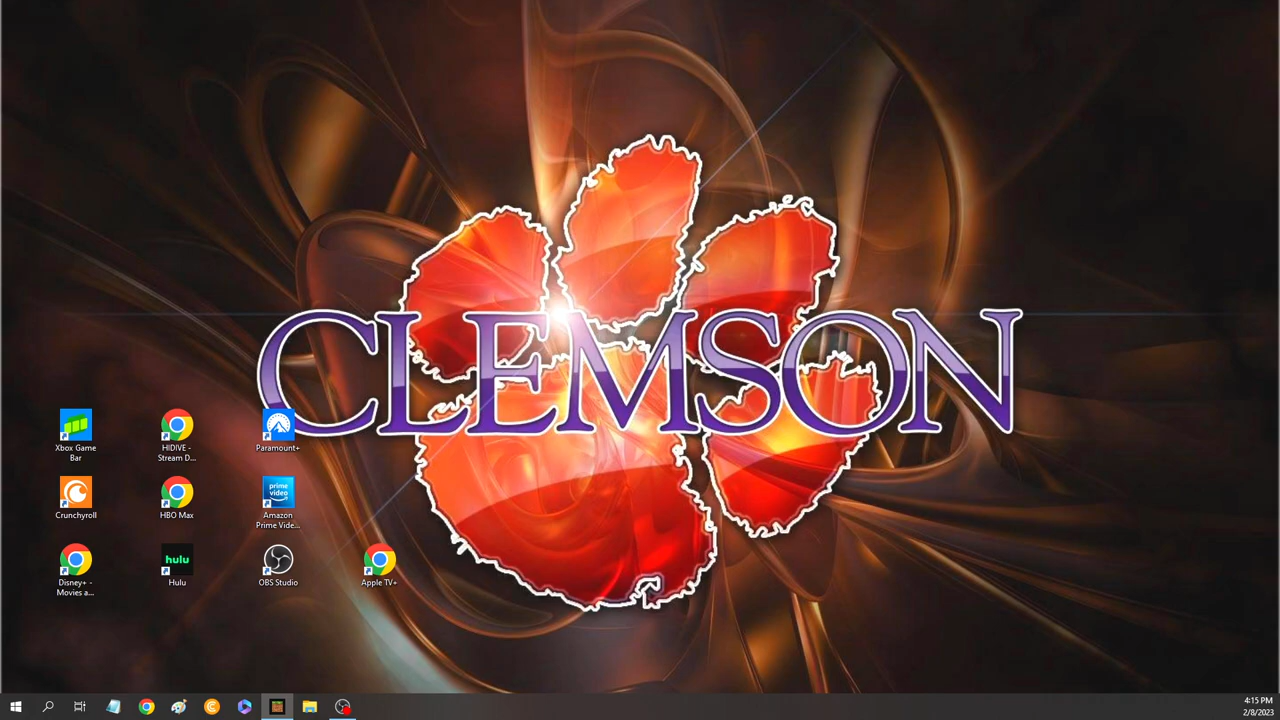 CLEMSON
Xbox Game
Bar
HIDIVE -
Stream D...
Paramount+
Crunchyroll
HBO Max
prime
video
Amazon
Prime Vide...
Disney+ -
Movies a...
hulu
Hulu
OBS Studio
Apple TV+
4:15 PM
2/8/2023